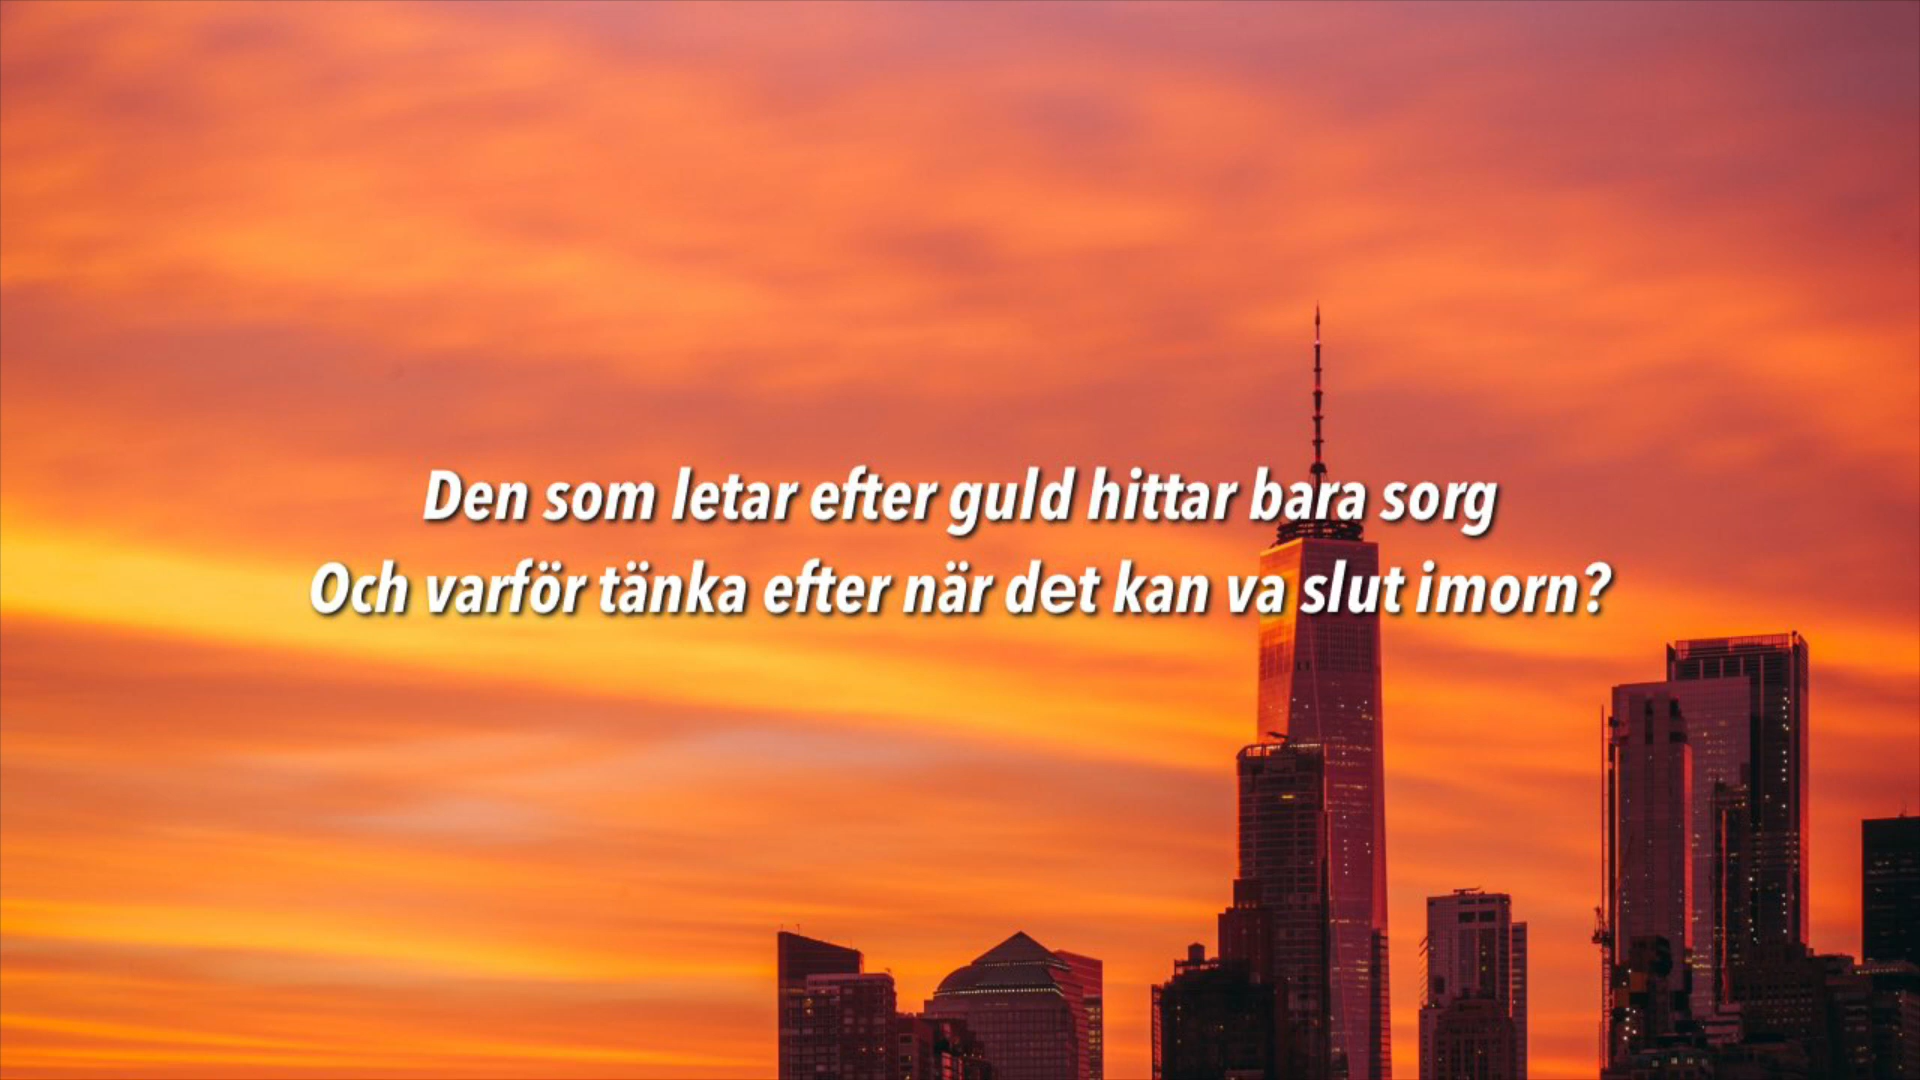 Den som letar efter guld hittar bara sorg
Och varför tänka efter när det kan va slut imorn?